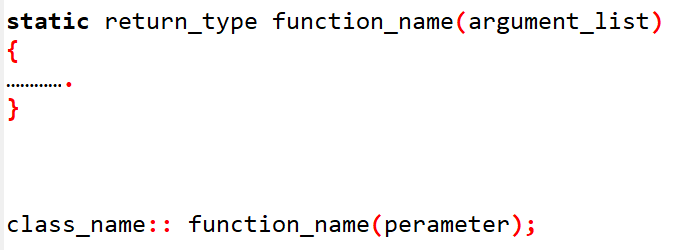 static return_type function_name(argument_list)
{
………….
}
class_name:: function_name(perameter);